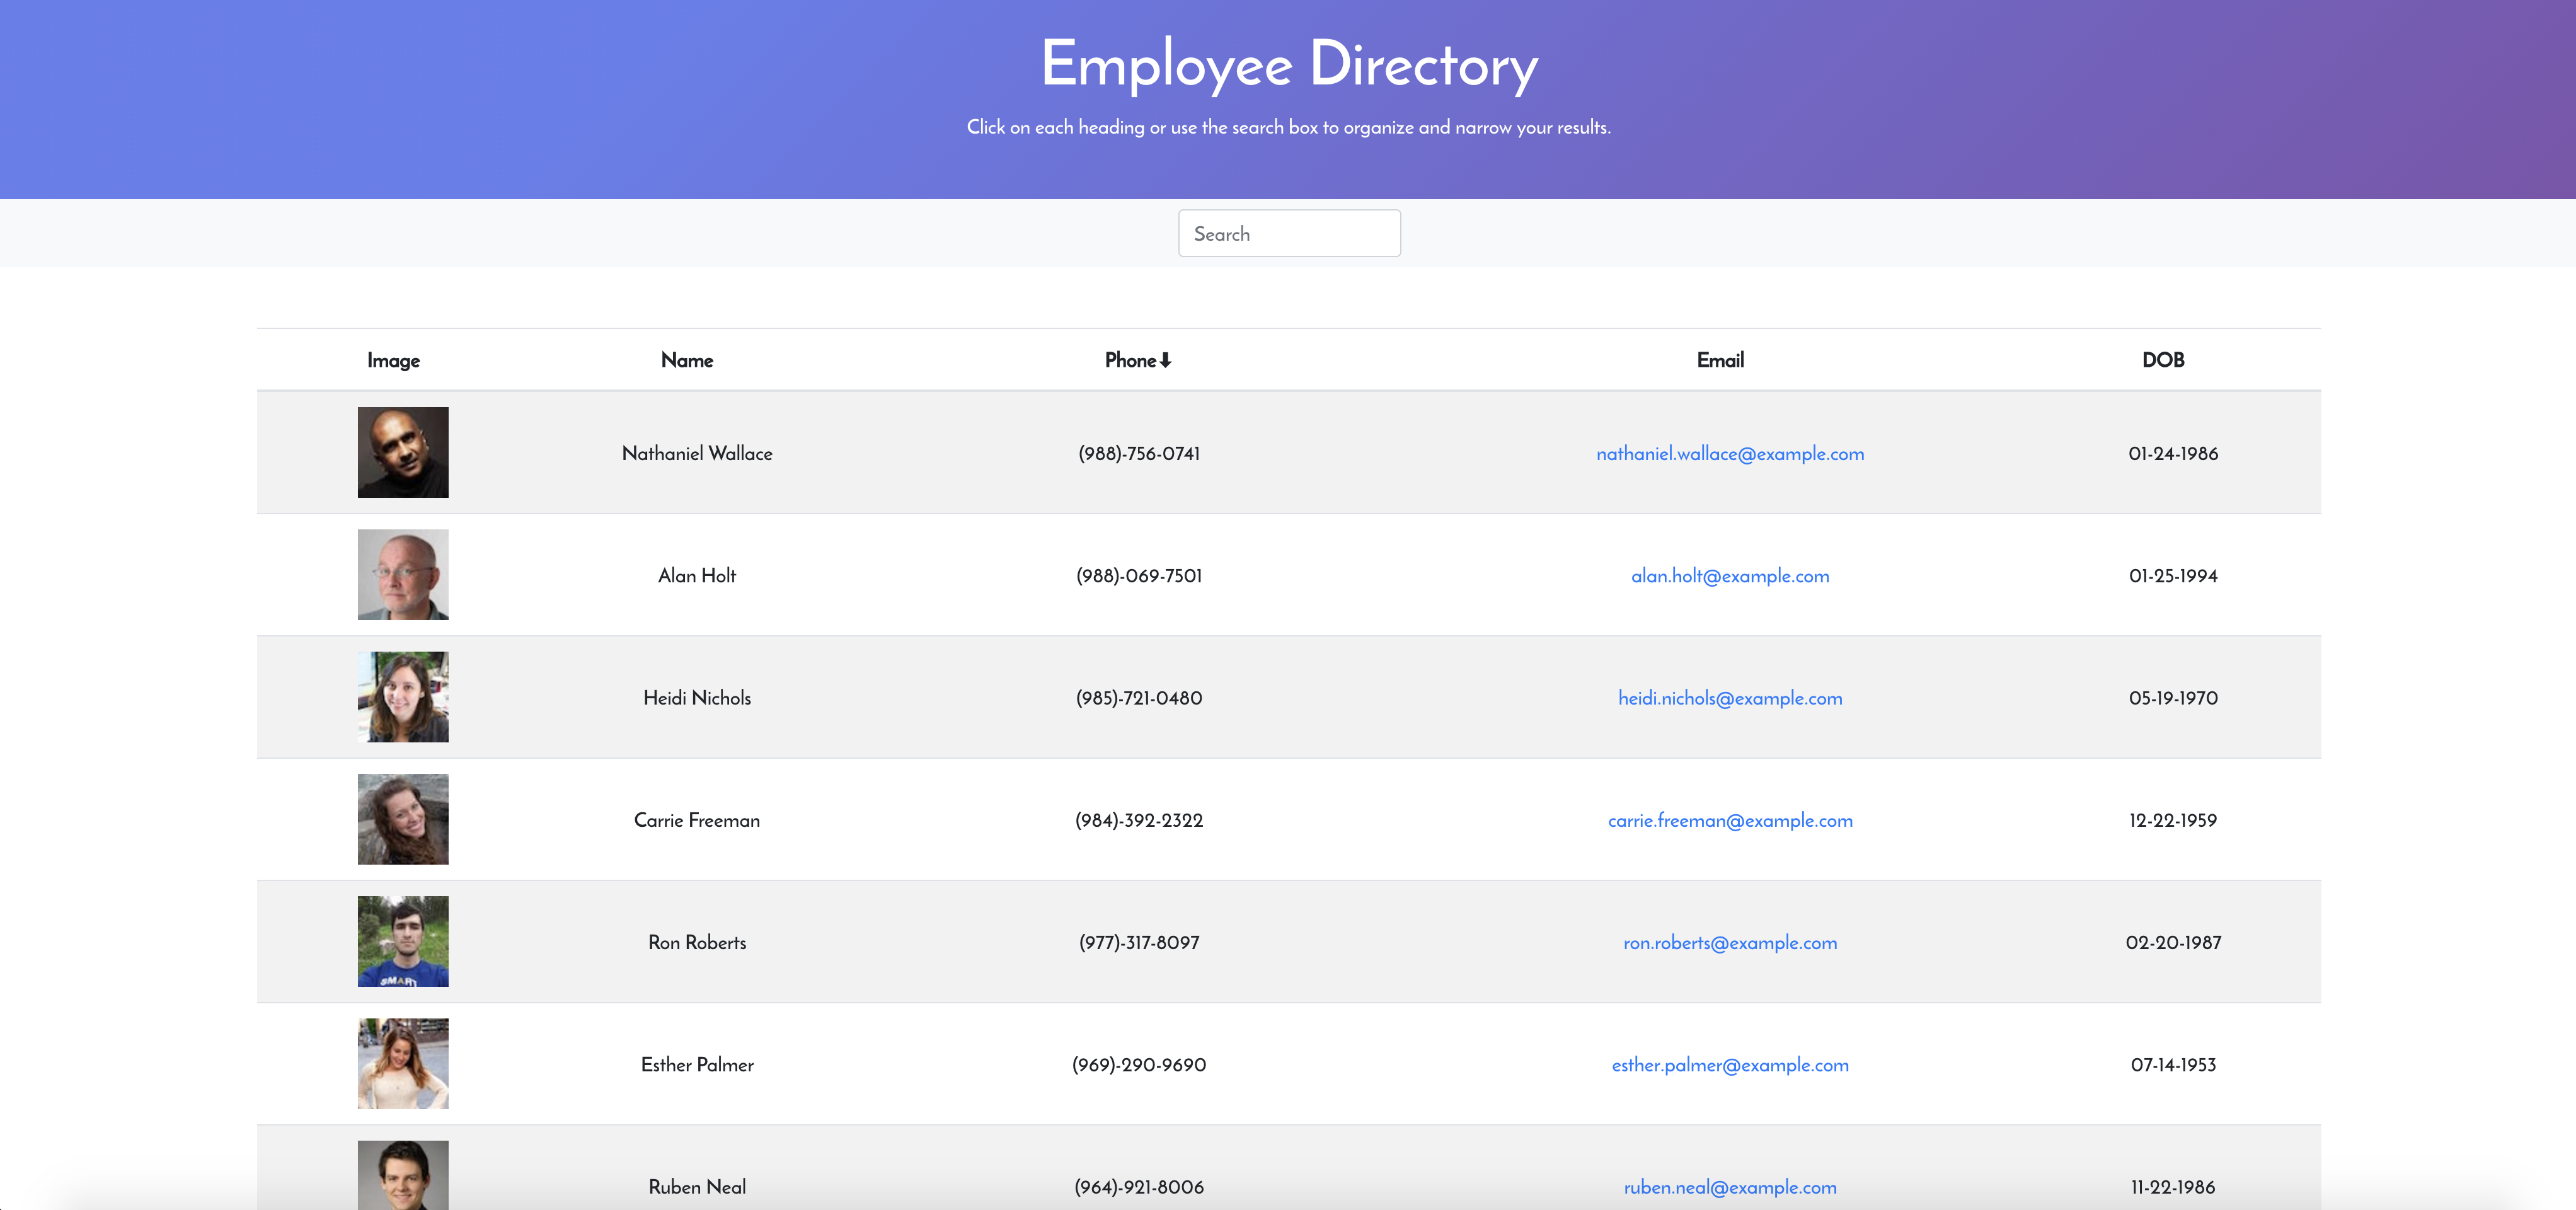 Employee Directory
Click on each heading or use the search box to organize and narrow your results.
Search
Image Name Phone⬇ Email DOB
Nathaniel Wallace (988)-756-0741 nathaniel.wallace@example.com 01-24-1986
Alan Holt (988)-069-7501 alan.holt@example.com 01-25-1994
Heidi Nichols (985)-721-0480 heidi.nichols@example.com 05-19-1970
Carrie Freeman (984)-392-2322 carrie.freeman@example.com 12-22-1959
Ron Roberts (977)-317-8097 ron.roberts@example.com 02-20-1987
SMART
Esther Palmer (969)-290-9690 esther.palmer@example.com 07-14-1953
Ruben Neal (964)-921-8006 ruben.neal@example.com 11-22-1986